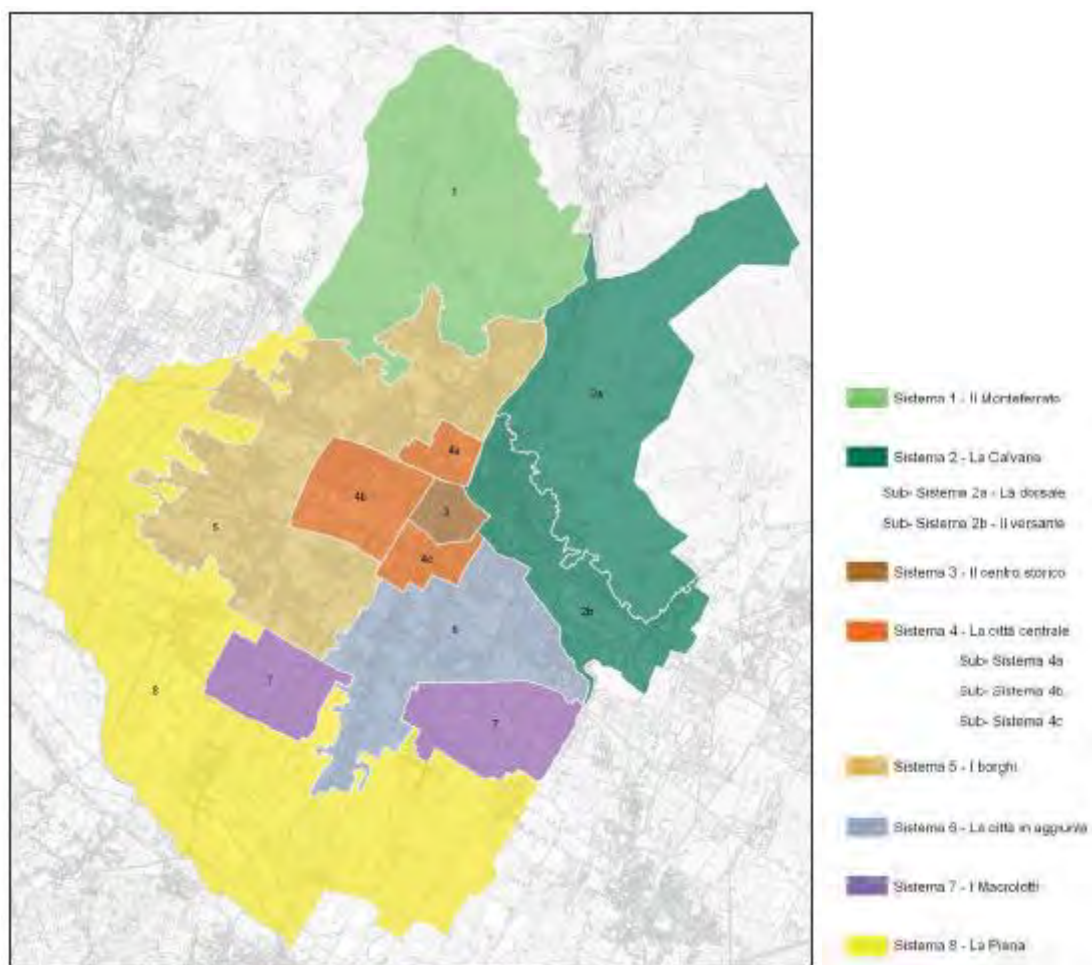 1
2a
4a
4b
3
5
4c
6
2b
7
8
7
Sistema 1 - Il Monteferrato
Sistema 2 - La Calvana
Sub- Sistema 2a - La dorsale
Sub- Sistema 2b - Il versante
Sistema 3 - Il centro storico
Sistema 4 - La città centrale
Sub- Sistema 4a
Sub- Sistema 4b
Sub- Sistema 4c
Sistema 5 - I borghi
Sistema 6 - La città in aggiunta
Sistema 7 - I Macrolotti
Sistema 8 - La Piana